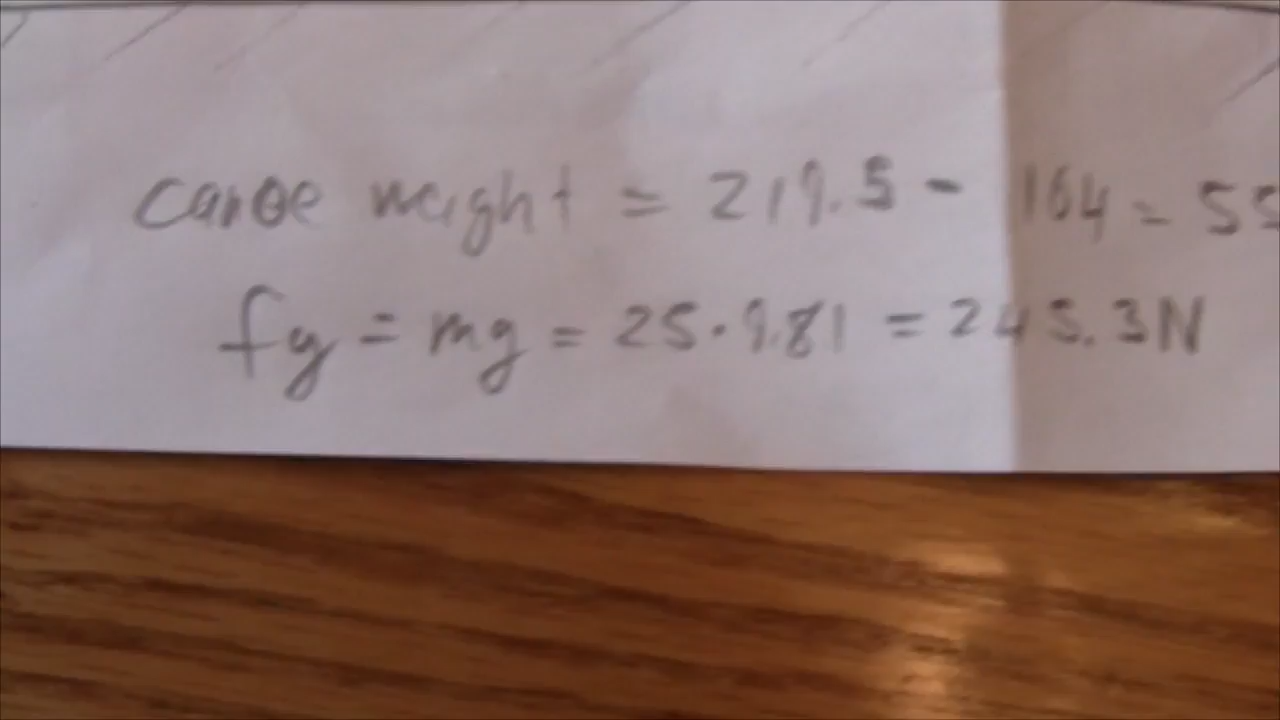 canoe weight = 219.5 - 164 = 55
fg = mg = 25 · 9.81 = 245.3N